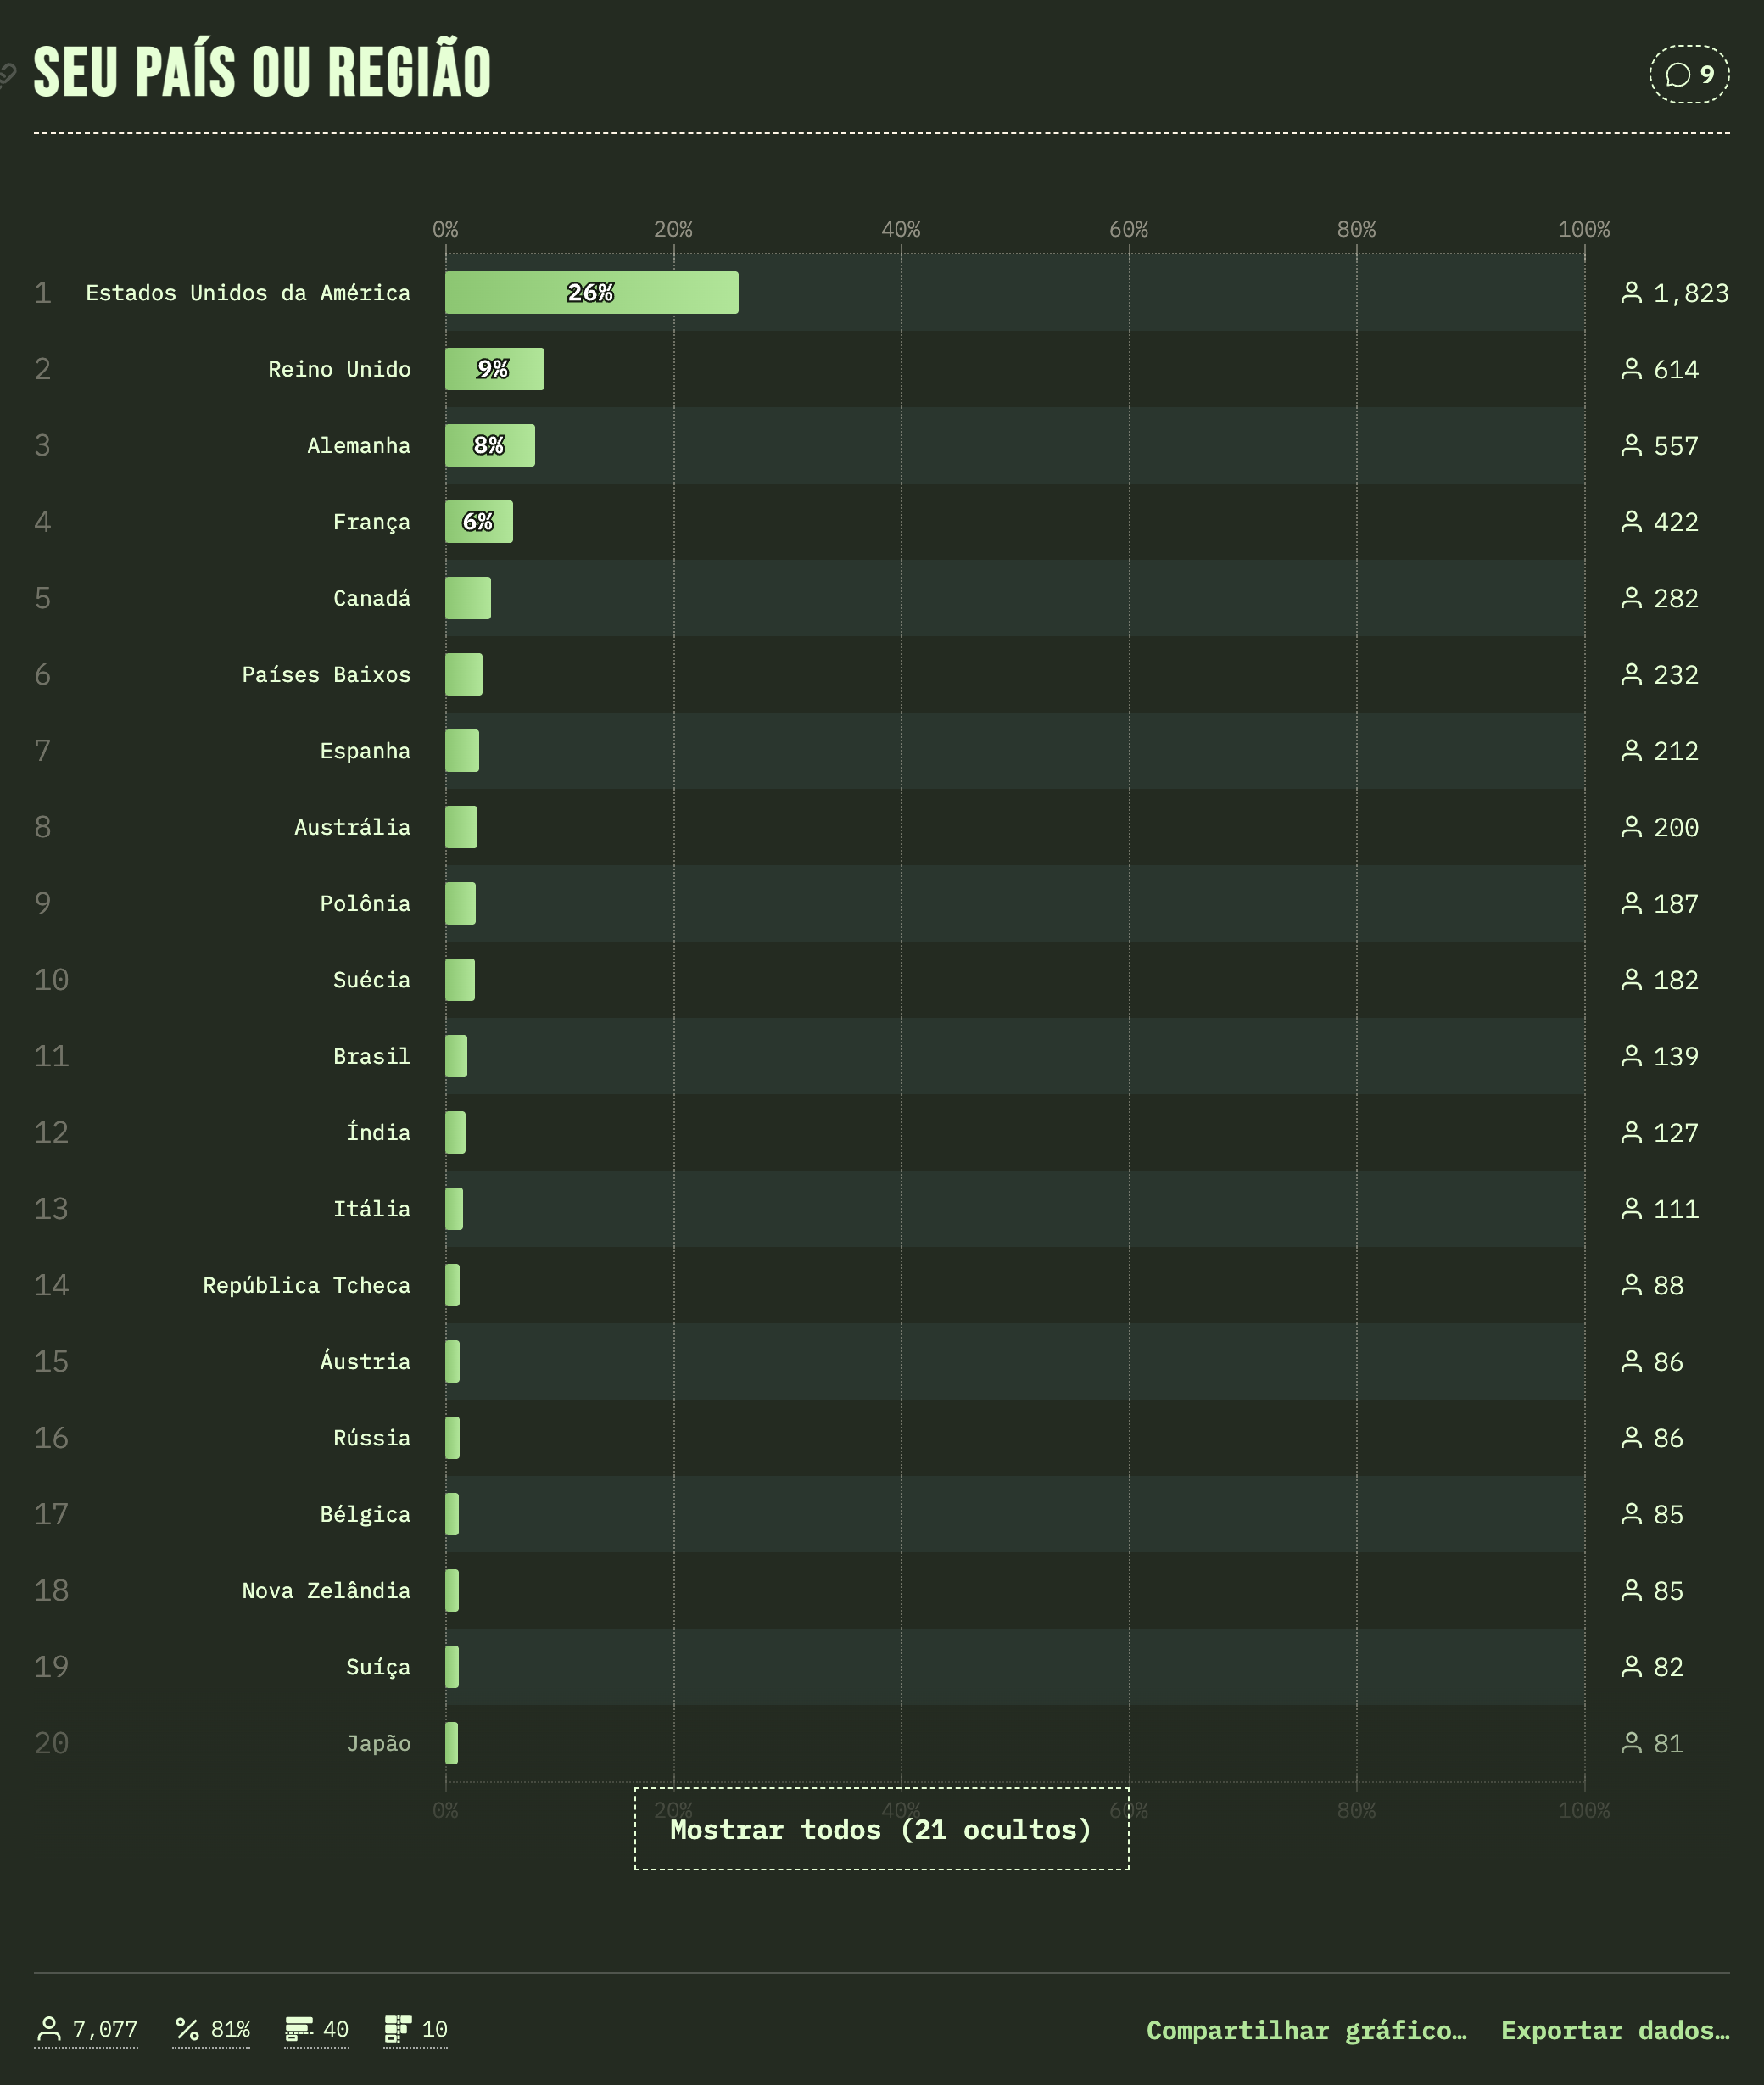 SEU PAÍS OU REGIÃO
9
0% 20% 40% 60% 80% 100%
1 Estados Unidos da América 26% 1,823
2 Reino Unido 9% 614
3 Alemanha 8% 557
4 França 6% 422
5 Canadá 282
6 Países Baixos 232
7 Espanha 212
8 Austrália 200
9 Polônia 187
10 Suécia 182
11 Brasil 139
12 Índia 127
13 Itália 111
14 República Tcheca 88
15 Áustria 86
16 Rússia 86
17 Bélgica 85
18 Nova Zelândia 85
19 Suíça 82
20 Japão 81
0% 20% 40% 60% 80% 100%
Mostrar todos (21 ocultos)
7,077 81% 40 10 Compartilhar gráfico… Exportar dados…